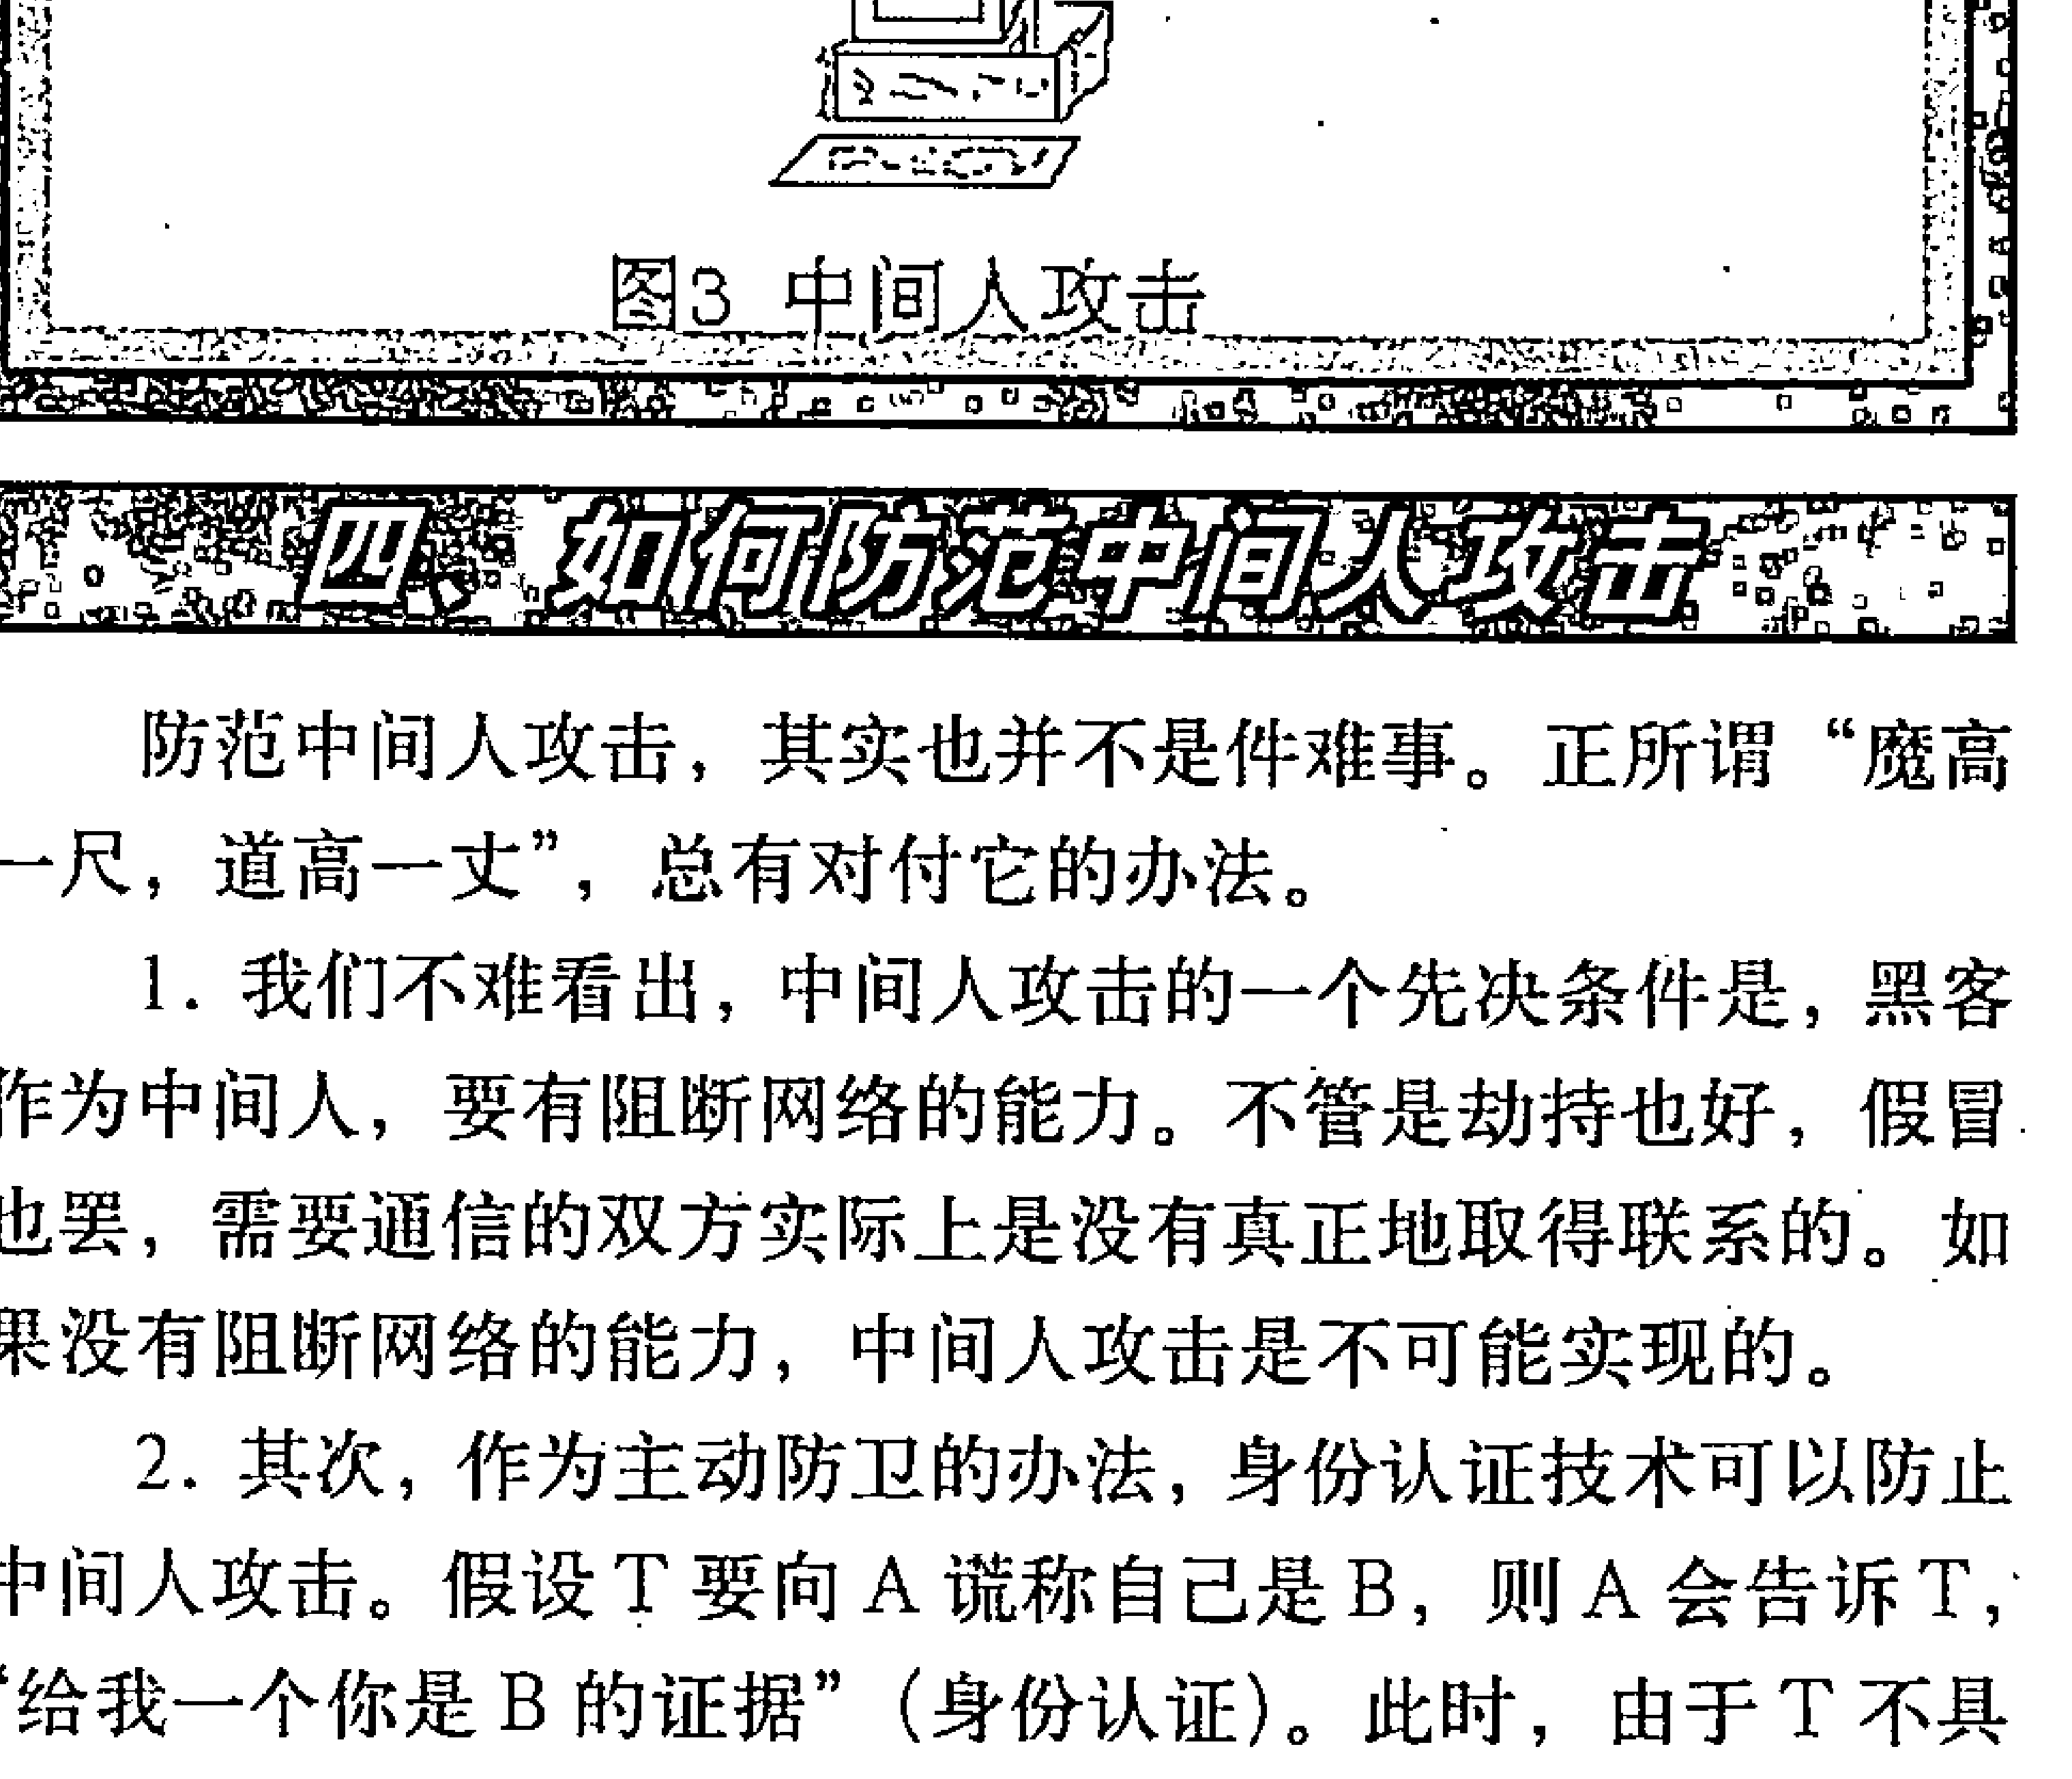 图3 中间人攻击
四、如何防范中间人攻击
防范中间人攻击，其实也并不是件难事。正所谓“魔高
一尺，道高一丈”，总有对付它的办法。
1. 我们不难看出，中间人攻击的一个先决条件是，黑客
作为中间人，要有阻断网络的能力。不管是劫持也好，假冒
也罢，需要通信的双方实际上是没有真正地取得联系的。如
果没有阻断网络的能力，中间人攻击是不可能实现的。
2. 其次，作为主动防卫的办法，身份认证技术可以防止
中间人攻击。假设 T 要向 A 谎称自己是 B，则 A 会告诉 T，
“给我一个你是 B 的证据”（身份认证）。此时，由于 T 不具